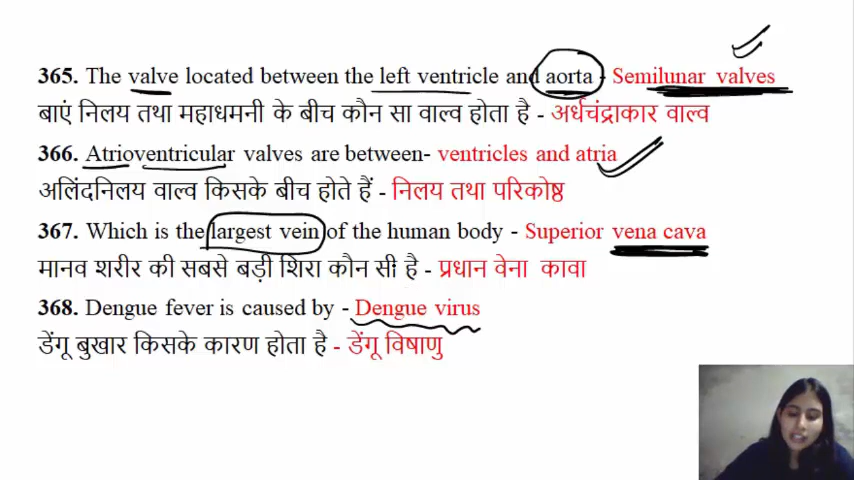 365. The valve located between the left ventricle and aorta - Semilunar valves
बाएं निलय तथा महाधमनी के बीच कौन सा वाल्व होता है - अर्धचंद्राकार वाल्व
366. Atrioventricular valves are between- ventricles and atria
अलिंदनिलय वाल्व किसके बीच होते हैं - निलय तथा परिकोष्ठ
367. Which is the largest vein of the human body - Superior vena cava
मानव शरीर की सबसे बड़ी शिरा कौन सी है - प्रधान वेना कावा
368. Dengue fever is caused by - Dengue virus
डेंगू बुखार किसके कारण होता है - डेंगू विषाणु